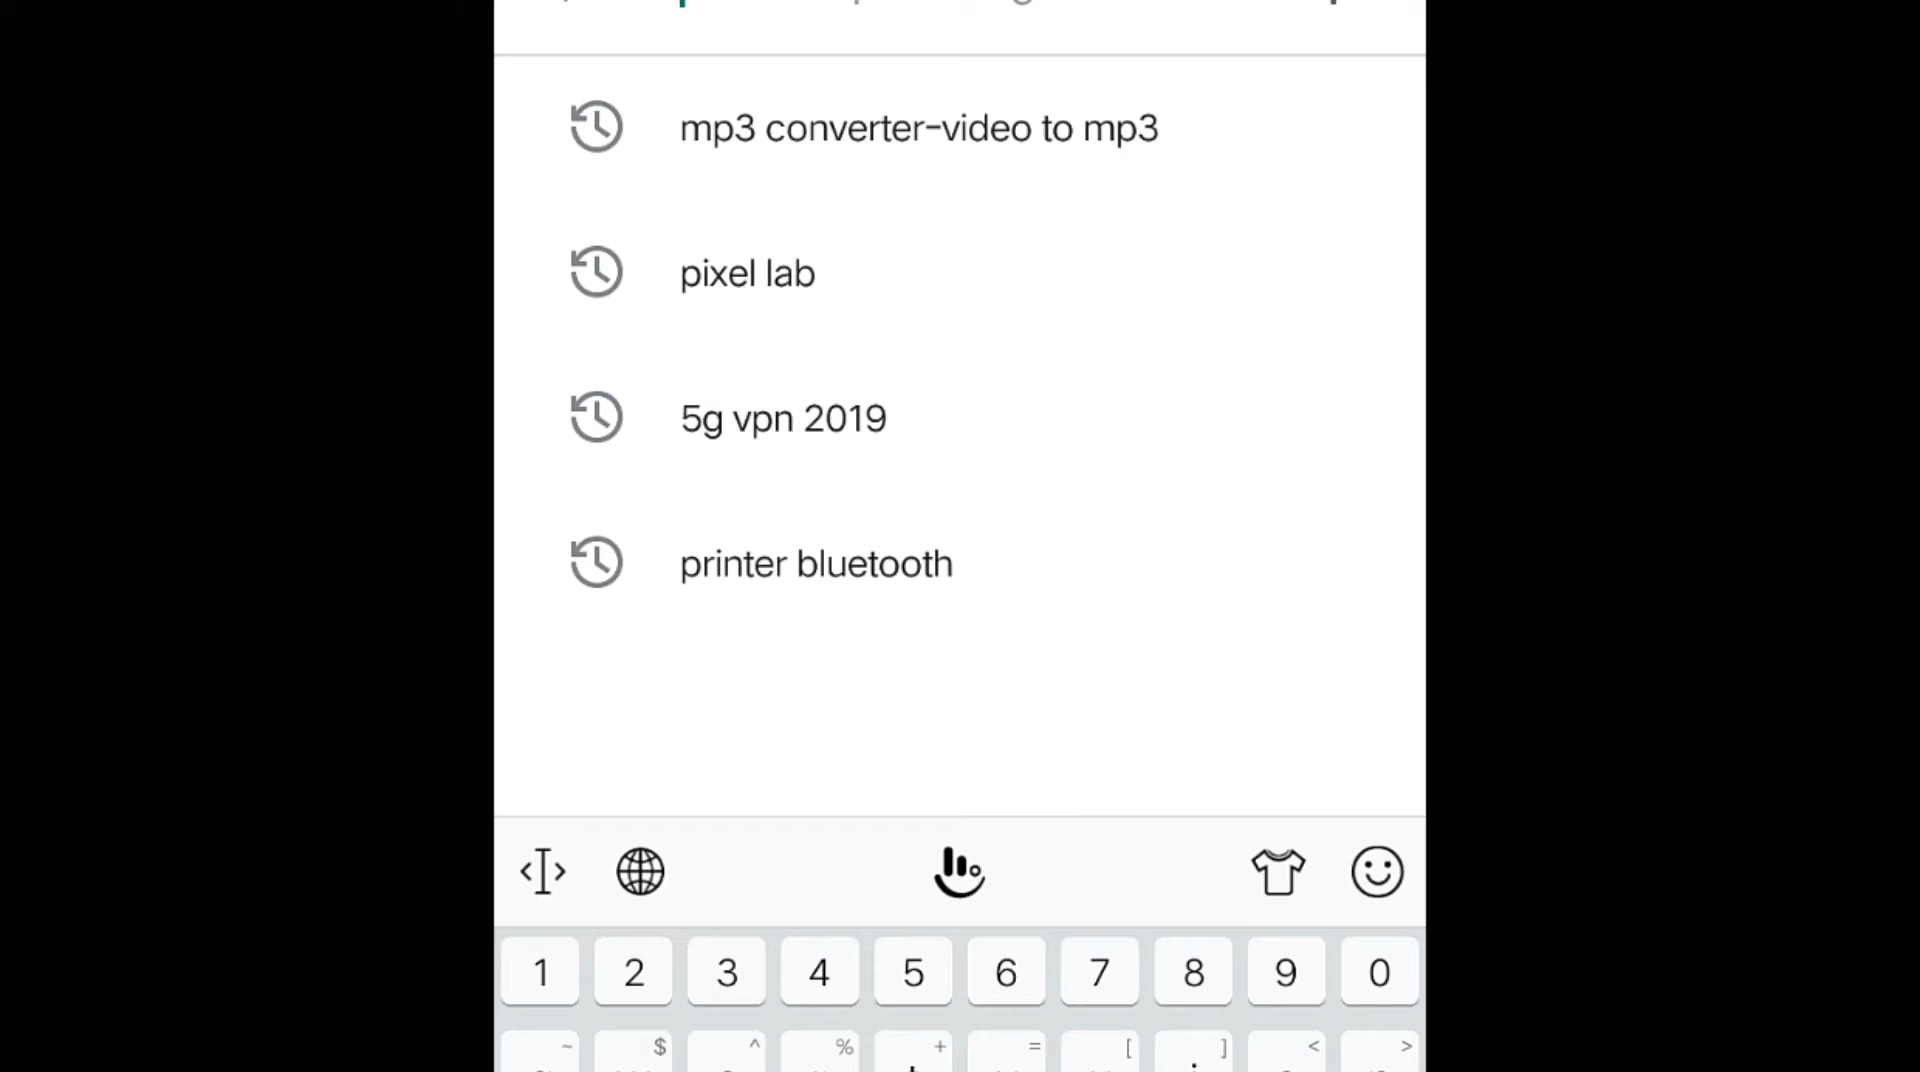 mp3 converter-video to mp3
pixel lab
5g vpn 2019
printer bluetooth
1 2 3 4 5 6 7 8 9 0
~ $ ^ % + = [ ] < >